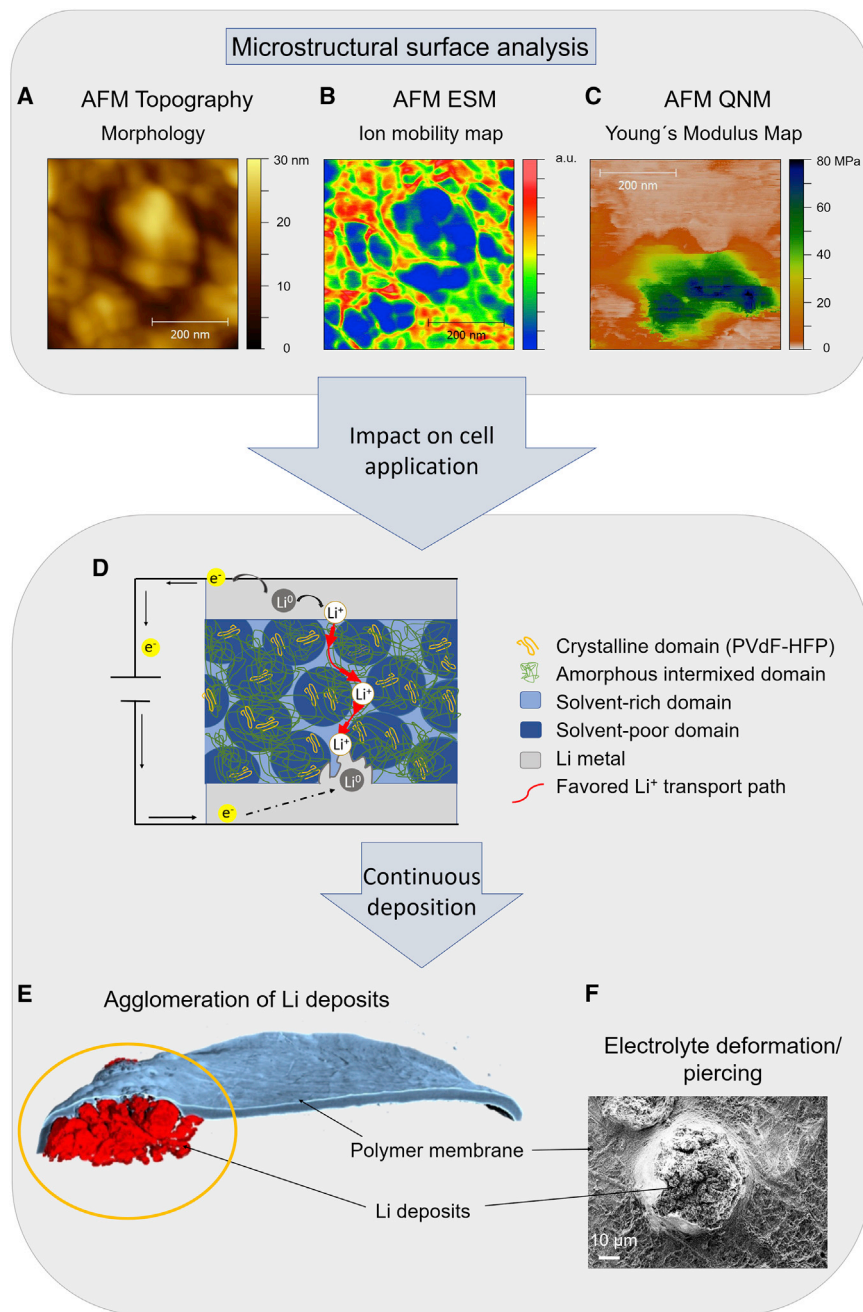 Microstructural surface analysis
A
AFM Topography
Morphology
30 nm
20
10
0
200 nm
B
AFM ESM
Ion mobility map
a.u.
200 nm
C
AFM QNM
Young´s Modulus Map
200 nm
80 MPa
60
40
20
0
Impact on cell
application
D
e-
Li⁰
Li⁺
e-
Li⁺
Li⁺
Li⁰
e-
Crystalline domain (PVdF-HFP)
Amorphous intermixed domain
Solvent-rich domain
Solvent-poor domain
Li metal
Favored Li⁺ transport path
Continuous
deposition
E
Agglomeration of Li deposits
F
Electrolyte deformation/
piercing
Polymer membrane
Li deposits
10 µm